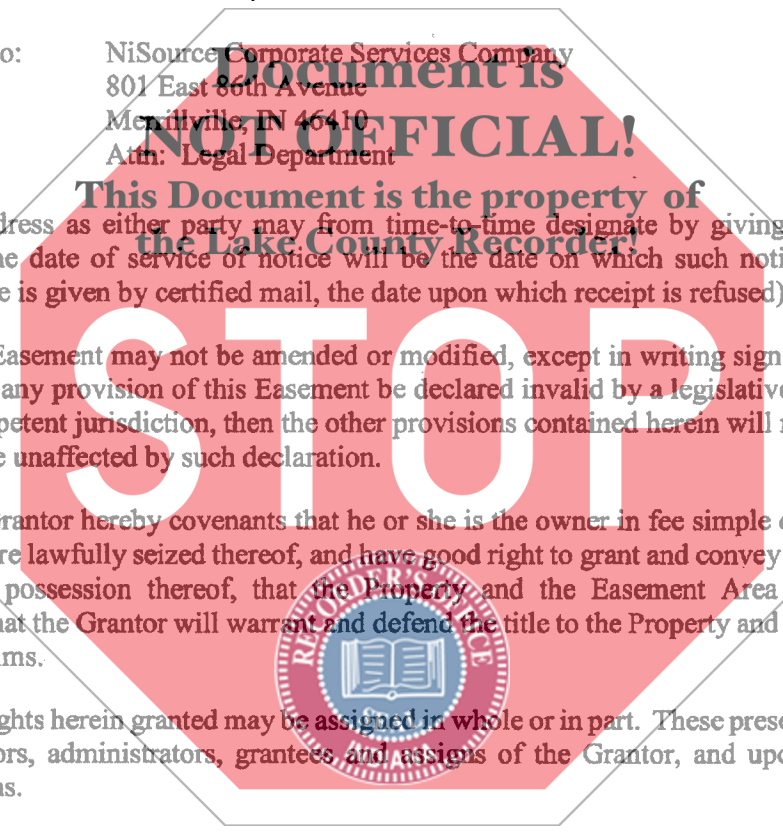 o: NiSource Corporate Services Company
801 East 86th Avenue
Merrillville, IN 46410
Attn: Legal Department
Document is
NOT OFFICIAL!
This Document is the property of
the Lake County Recorder!
dress as either party may from time-to-time designate by giving
e date of service of notice will be the date on which such noti
e is given by certified mail, the date upon which receipt is refused)
Easement may not be amended or modified, except in writing sign
any provision of this Easement be declared invalid by a legislativ
petent jurisdiction, then the other provisions contained herein will
e unaffected by such declaration.
STOP
rantor hereby covenants that he or she is the owner in fee simple
re lawfully seized thereof, and have good right to grant and convey
possession thereof, that the Property and the Easement Area
at the Grantor will warrant and defend the title to the Property and
ms.
RECORDER'S OFFICE
SEAL
INDIANA
ghts herein granted may be assigned in whole or in part. These prese
ors, administrators, grantees and assigns of the Grantor, and upo
ns.